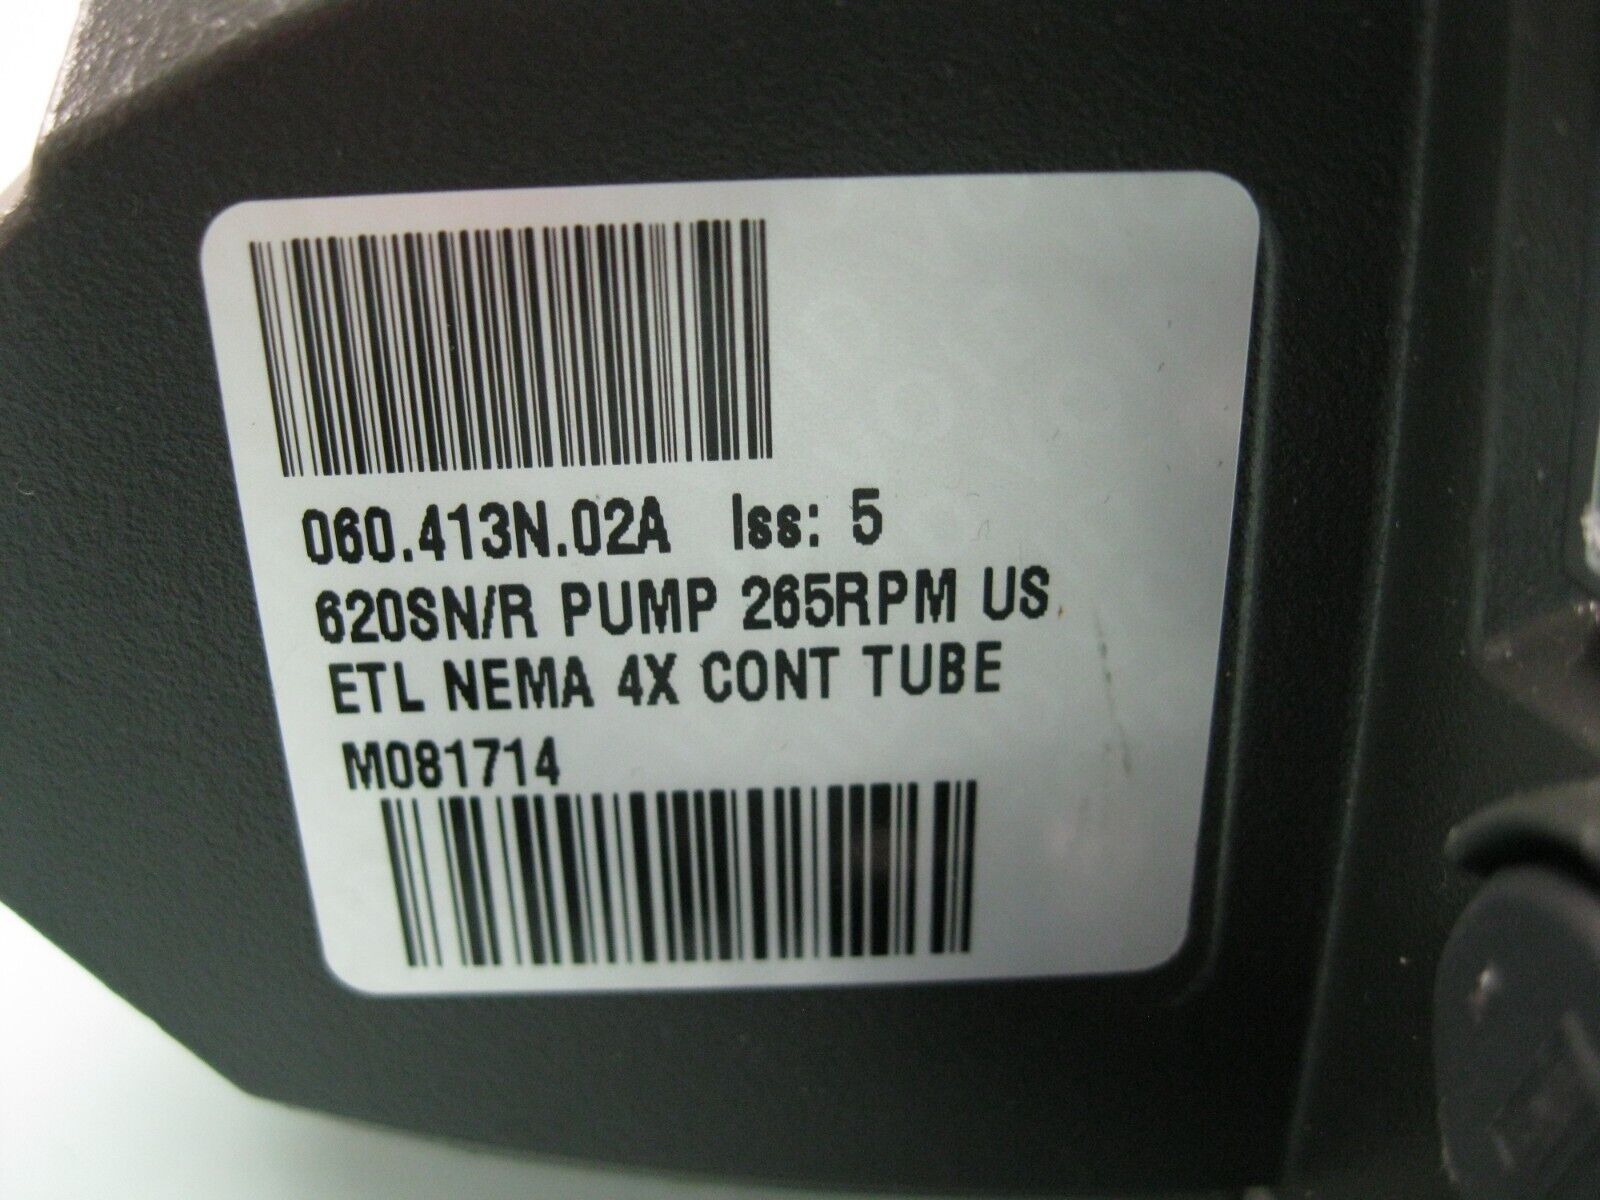 060.413N.02A Iss: 5
620SN/R PUMP 265RPM US
ETL NEMA 4X CONT TUBE
M081714